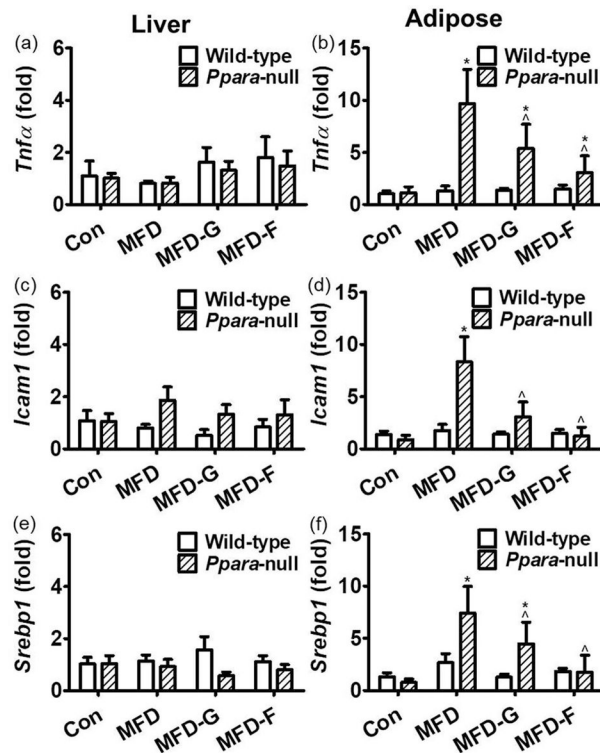 Liver
Adipose
(a)
Tnfα (fold)
6
4
2
0
Wild-type
Ppara-null
Con
MFD
MFD-G
MFD-F
(b)
Tnfα (fold)
15
10
5
0
Wild-type
Ppara-null
*
*
^
*
^
Con
MFD
MFD-G
MFD-F
(c)
Icam1 (fold)
6
4
2
0
Wild-type
Ppara-null
Con
MFD
MFD-G
MFD-F
(d)
Icam1 (fold)
15
10
5
0
Wild-type
Ppara-null
*
^
^
Con
MFD
MFD-G
MFD-F
(e)
Srebp1 (fold)
6
4
2
0
Wild-type
Ppara-null
Con
MFD
MFD-G
MFD-F
(f)
Srebp1 (fold)
15
10
5
0
Wild-type
Ppara-null
*
*
^
^
Con
MFD
MFD-G
MFD-F